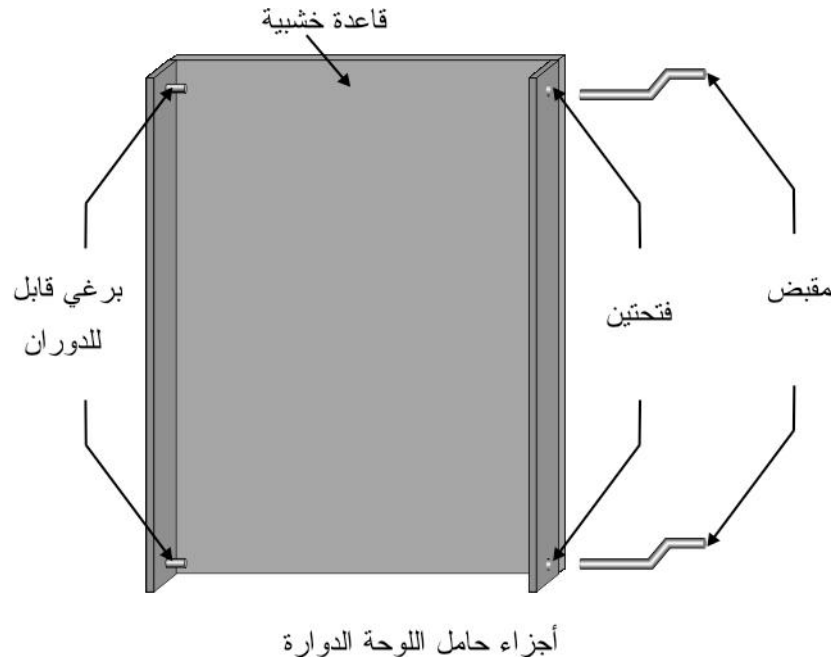 قاعدة خشبية
برغي قابل
للدوران
فتحتين
مقبض
أجزاء حامل اللوحة الدوارة